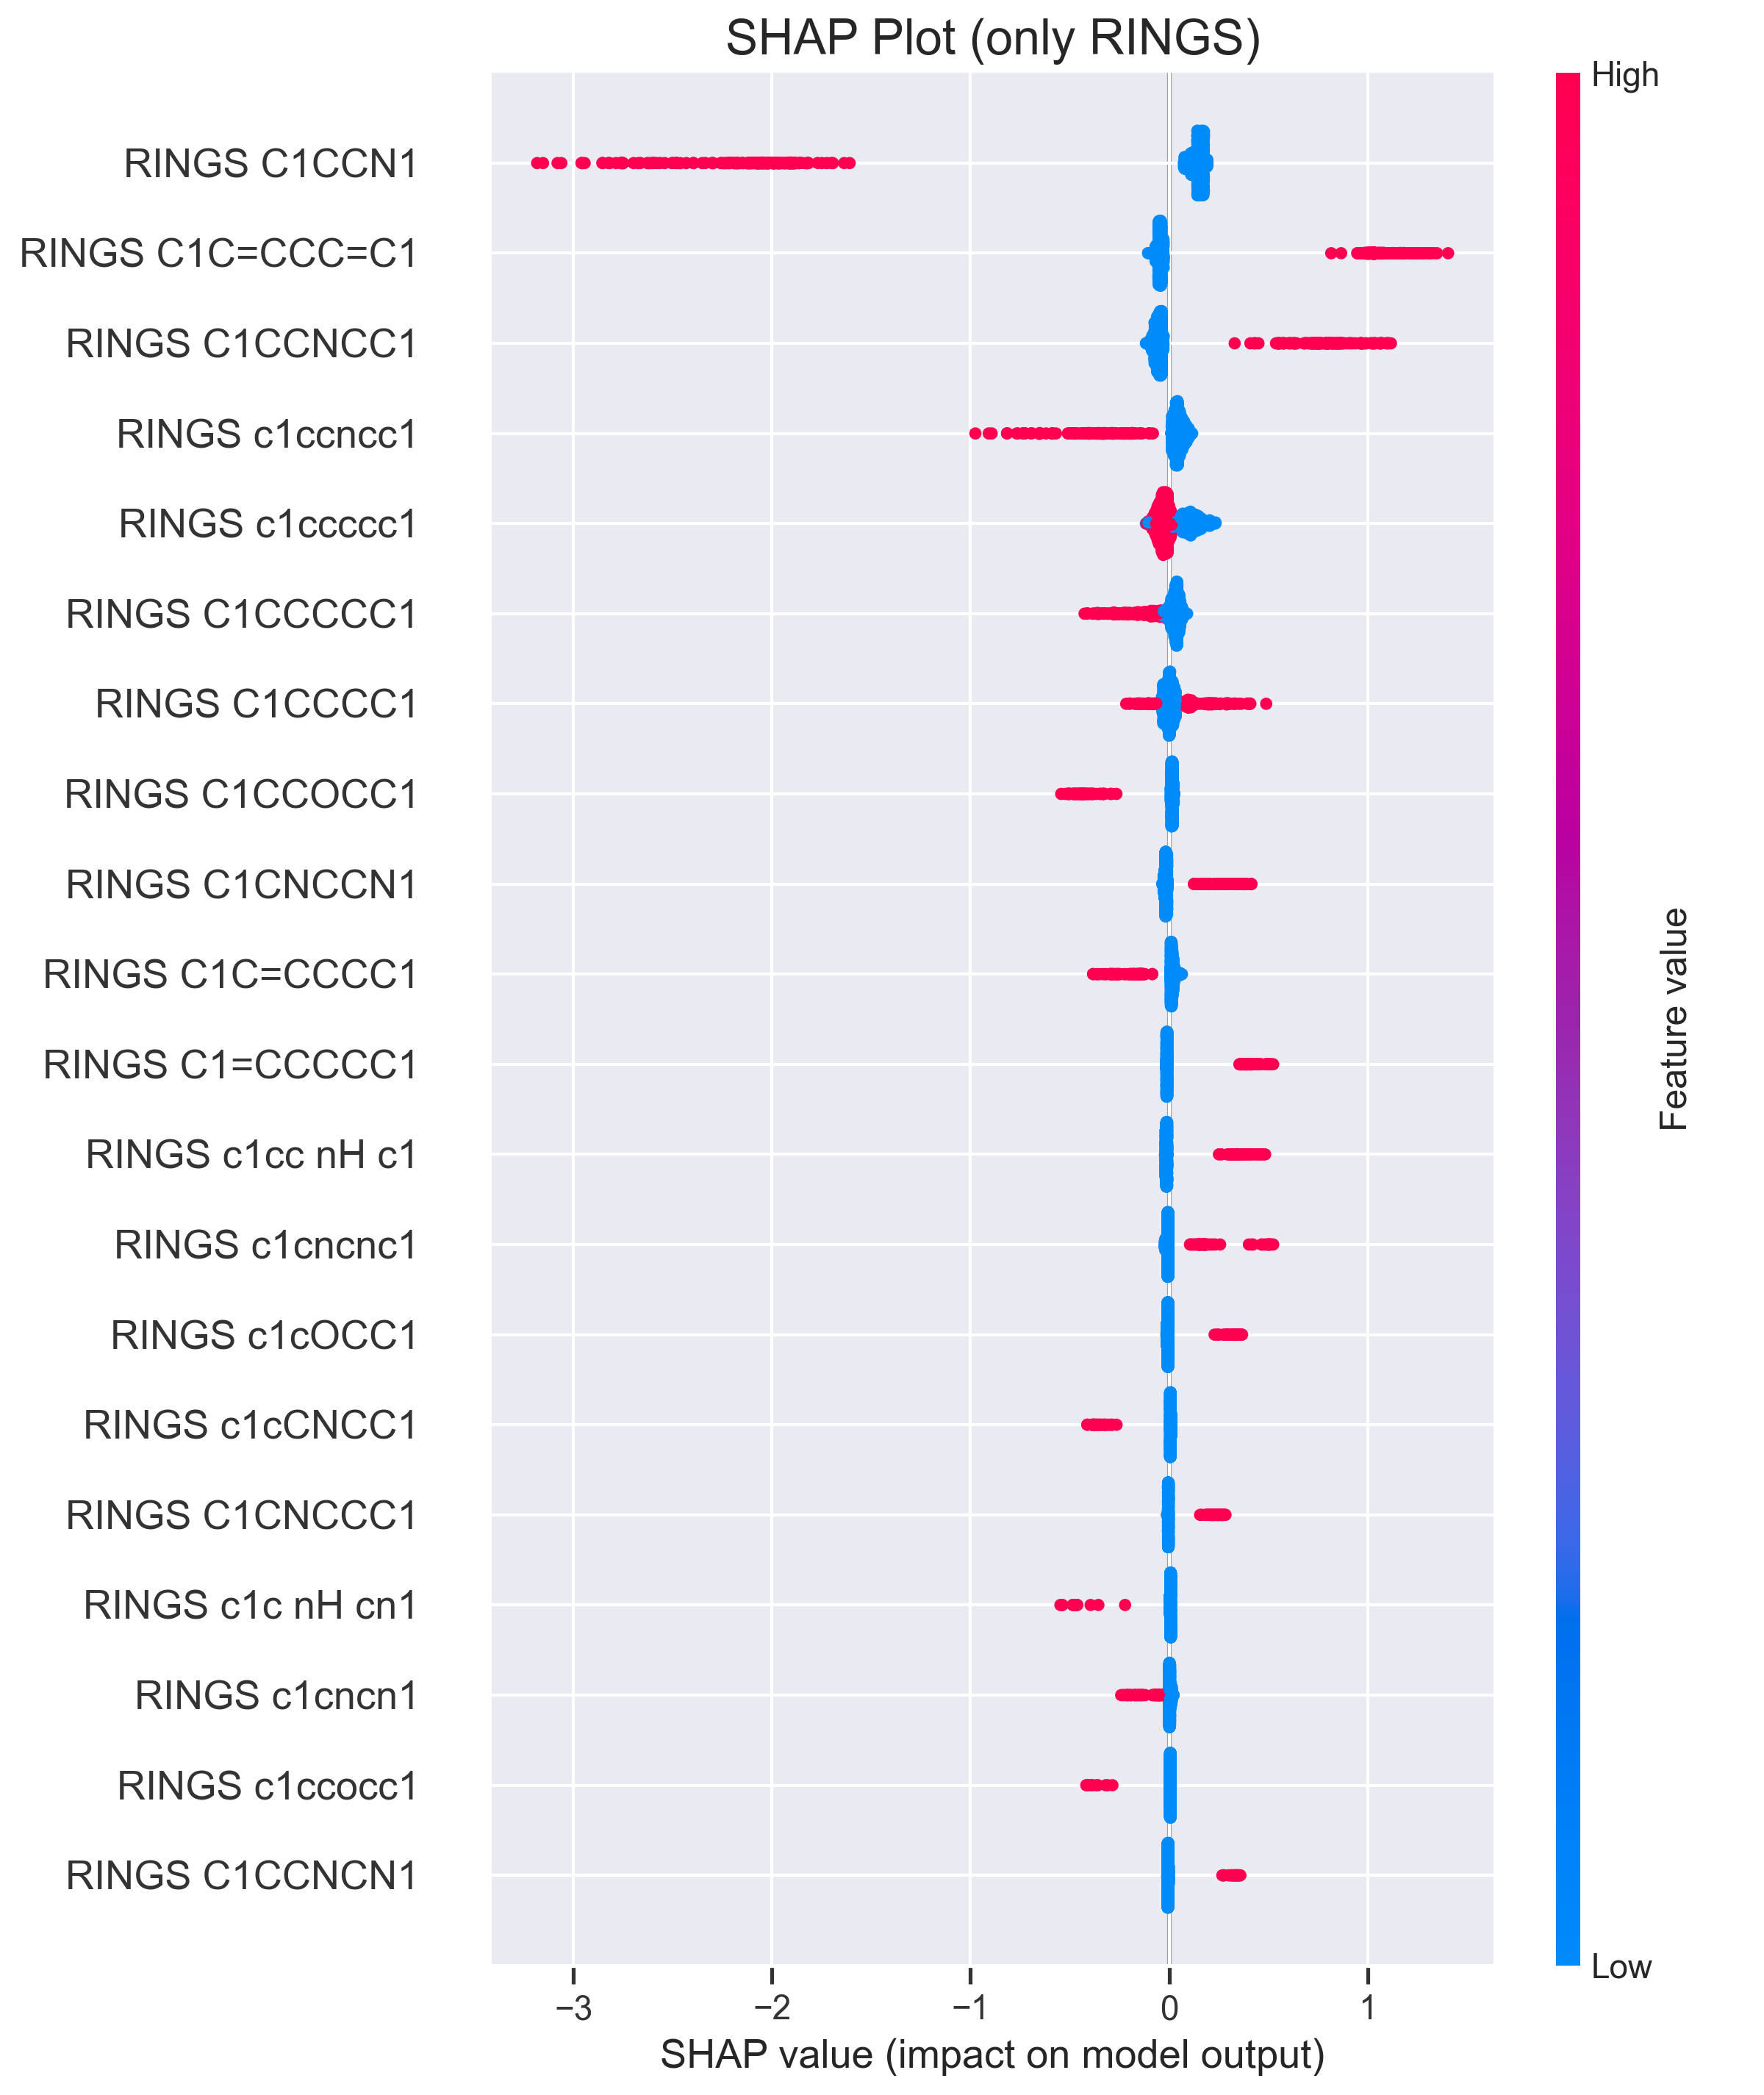 SHAP Plot (only RINGS)
High
RINGS C1CCN1
RINGS C1C=CCC=C1
RINGS C1CCNCC1
RINGS c1ccncc1
RINGS c1ccccc1
RINGS C1CCCCC1
RINGS C1CCCC1
RINGS C1CCOCC1
RINGS C1CNCCN1
RINGS C1C=CCCC1
RINGS C1=CCCCC1
RINGS c1cc nH c1
RINGS c1cncnc1
RINGS c1cOCC1
RINGS c1cCNCC1
RINGS C1CNCCC1
RINGS c1c nH cn1
RINGS c1cncn1
RINGS c1ccocc1
RINGS C1CCNCN1
Feature value
Low
−3 −2 −1 0 1
SHAP value (impact on model output)